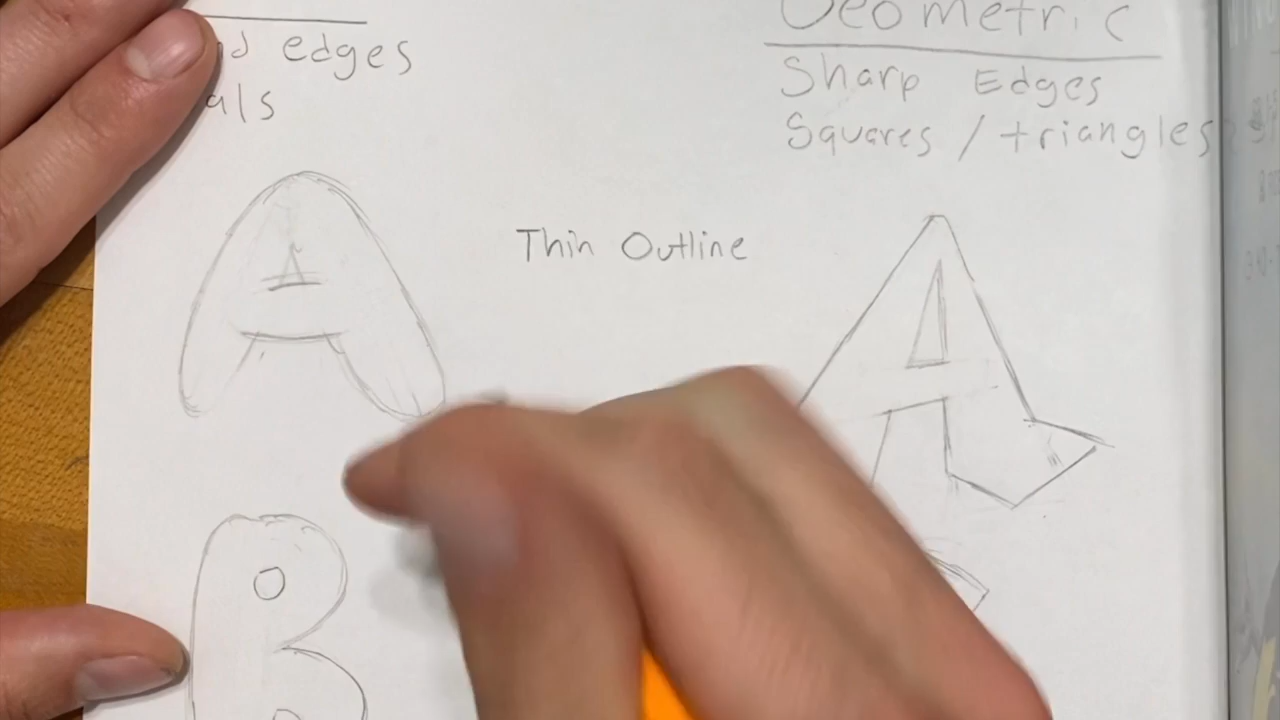 edges
Geometric
Sharp Edges
Squares / triangles
Thin Outline
A
A
B